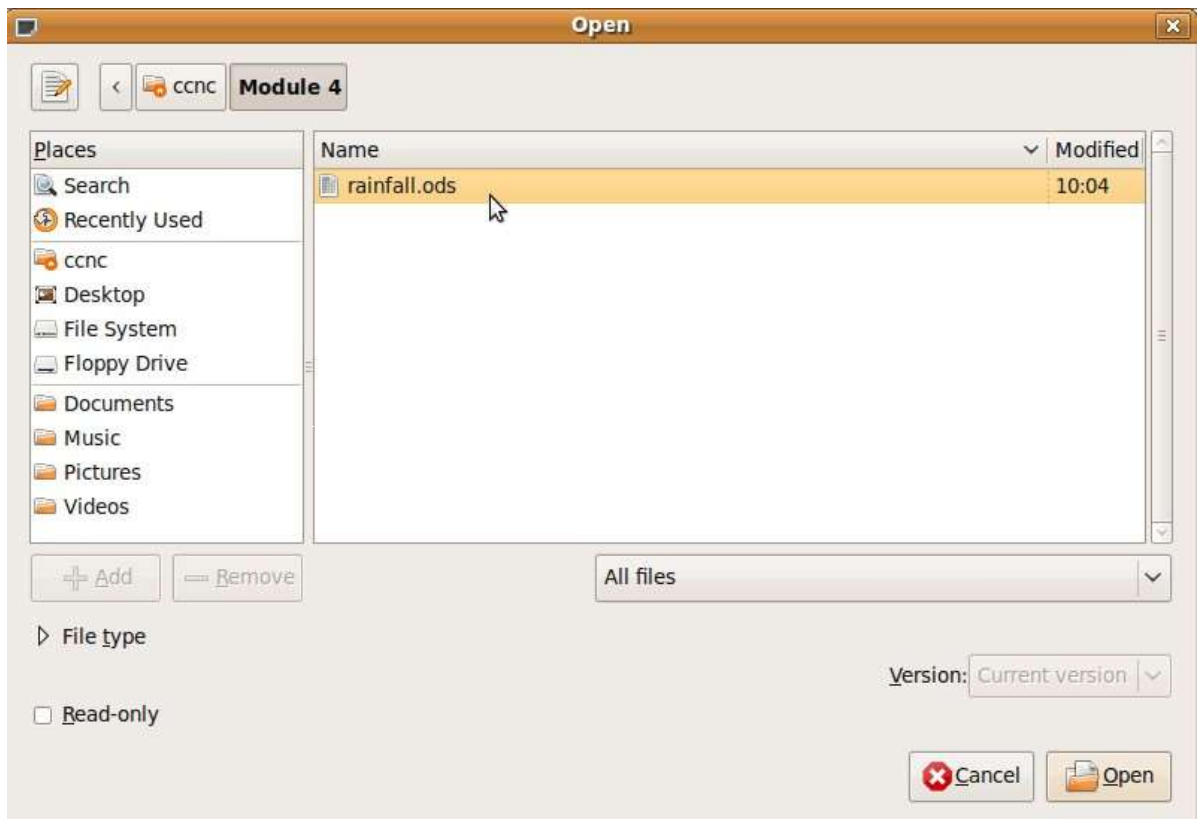 Open
ccnc Module 4
Places
Search
Recently Used
ccnc
Desktop
File System
Floppy Drive
Documents
Music
Pictures
Videos
Name Modified
rainfall.ods 10:04
Add Remove All files
File type
Version: Current version
Read-only
Cancel Open